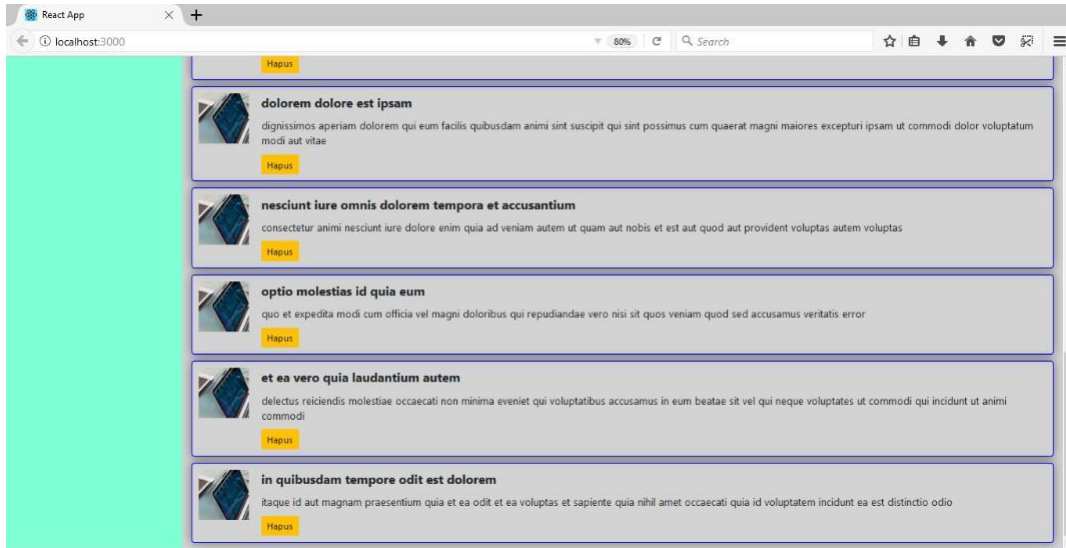 React App
localhost:3000
80%
Search
Hapus
dolorem dolore est ipsam
dignissimos aperiam dolorem qui eum facilis quibusdam animi sint suscipit qui sint possimus cum quaerat magni maiores excepturi ipsam ut commodi dolor voluptatum
modi aut vitae
Hapus
nesciunt iure omnis dolorem tempora et accusantium
consectetur animi nesciunt iure dolore enim quia ad veniam autem ut quam aut nobis et est aut quod aut provident voluptas autem voluptas
Hapus
optio molestias id quia eum
quo et expedita modi cum officia vel magni doloribus qui repudiandae vero nisi sit quos veniam quod sed accusamus veritatis error
Hapus
et ea vero quia laudantium autem
delectus reiciendis molestiae occaecati non minima eveniet qui voluptatibus accusamus in eum beatae sit vel qui neque voluptates ut commodi qui incidunt ut animi
commodi
Hapus
in quibusdam tempore odit est dolorem
itaque id aut magnam praesentium quia et ea odit et ea voluptas et sapiente quia nihil amet occaecati quia id voluptatem incidunt ea est distinctio odio
Hapus